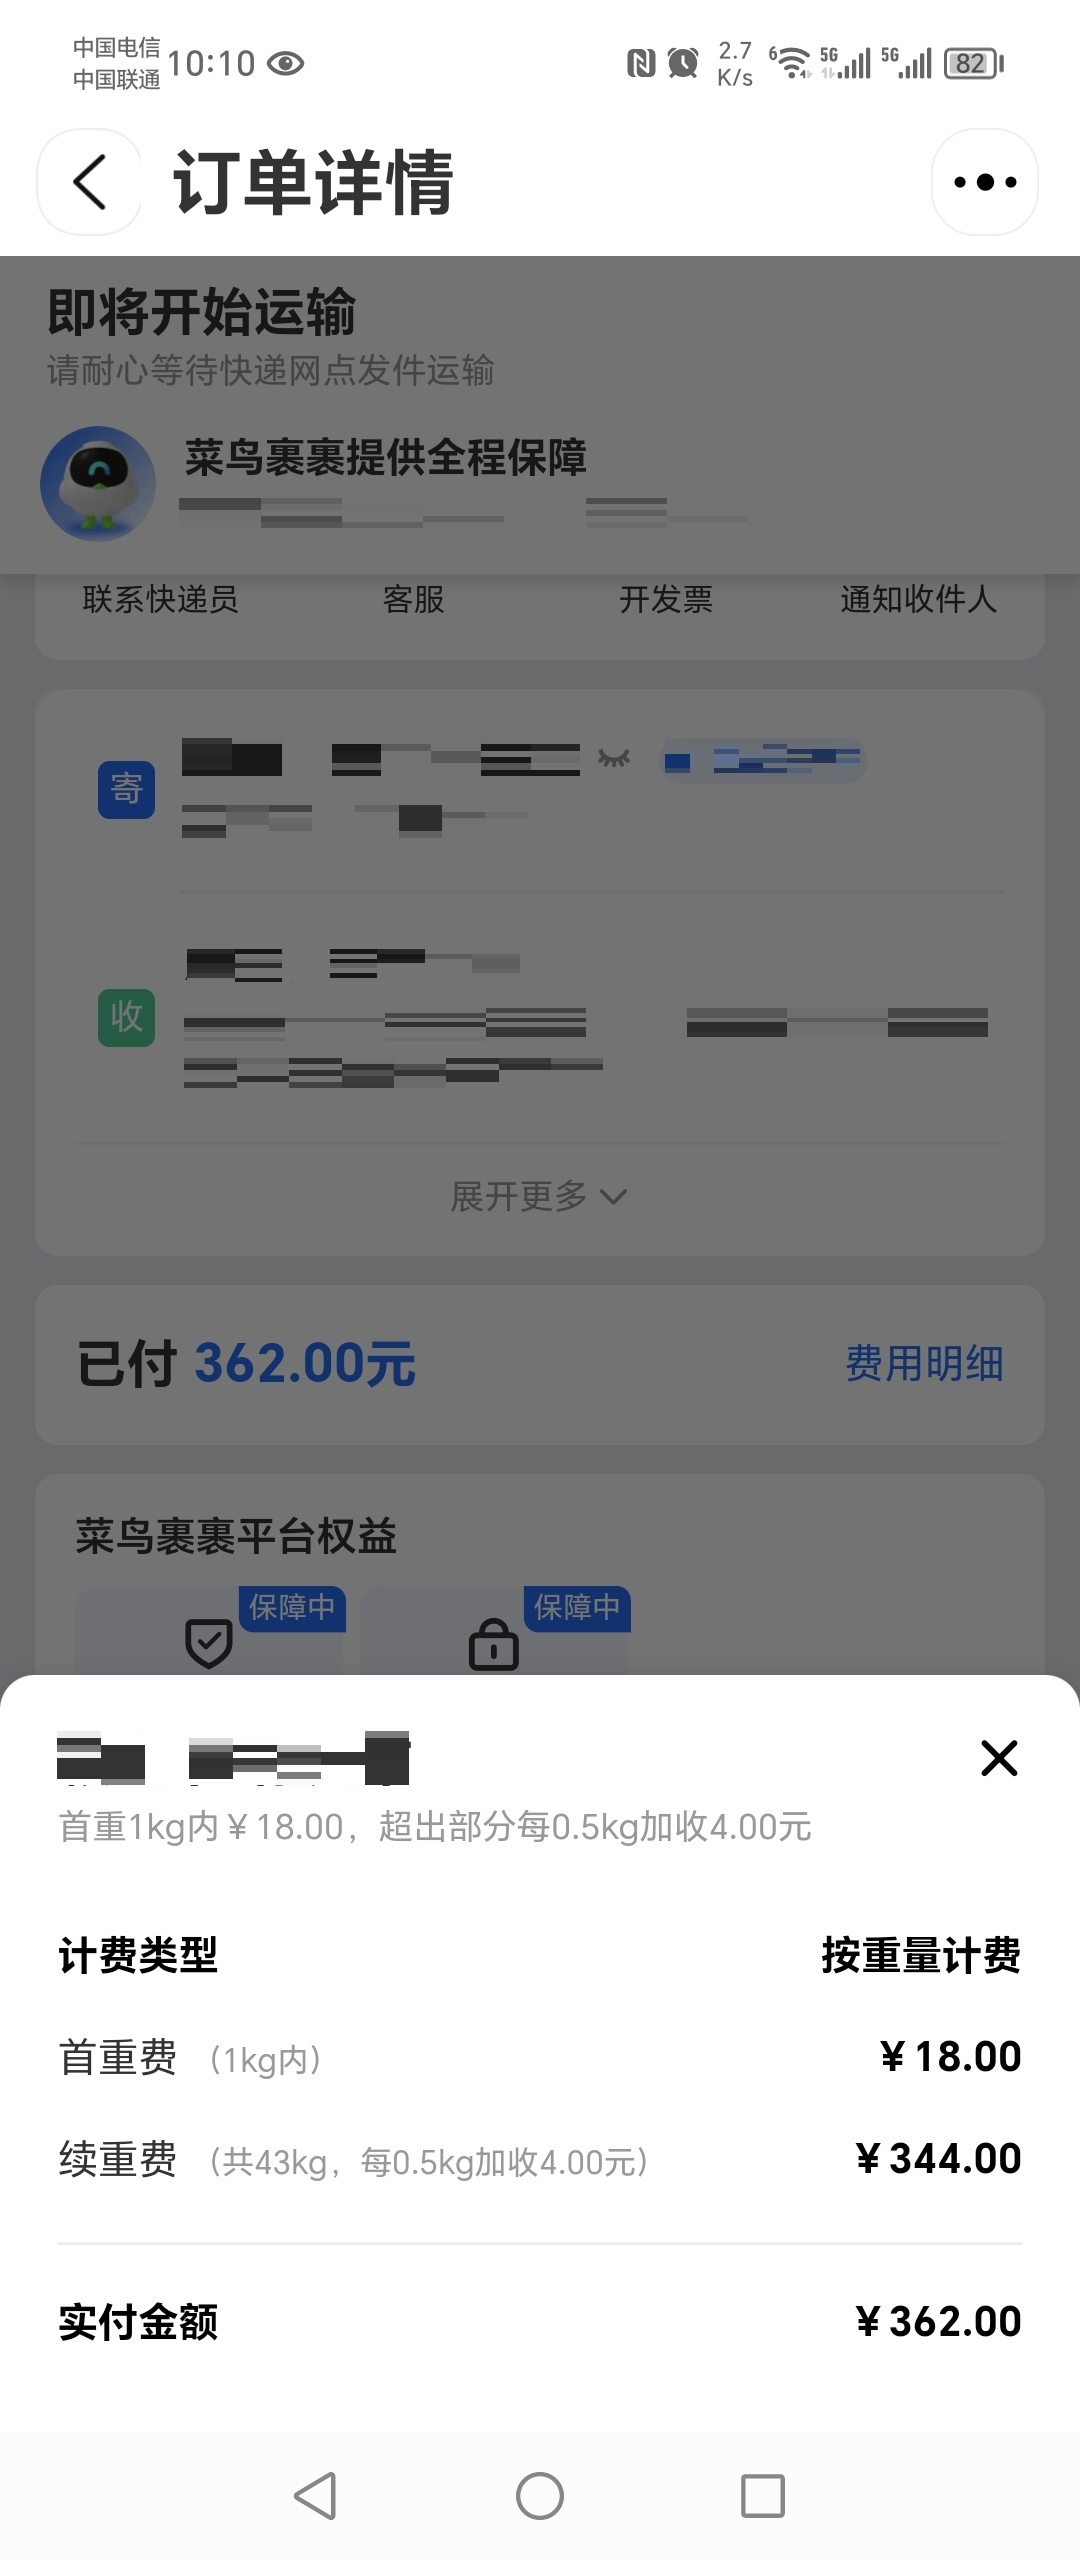 中国电信
中国联通
10:10
2.7
K/s
6
5G
5G
82
订单详情
即将开始运输
请耐心等待快递网点发件运输
菜鸟裹裹提供全程保障
联系快递员 客服 开发票 通知收件人
寄
收
展开更多
已付 362.00元 费用明细
菜鸟裹裹平台权益
保障中 保障中
首重1kg内¥18.00，超出部分每0.5kg加收4.00元
计费类型 按重量计费
首重费 （1kg内） ¥18.00
续重费 （共43kg，每0.5kg加收4.00元） ¥344.00
实付金额 ¥362.00